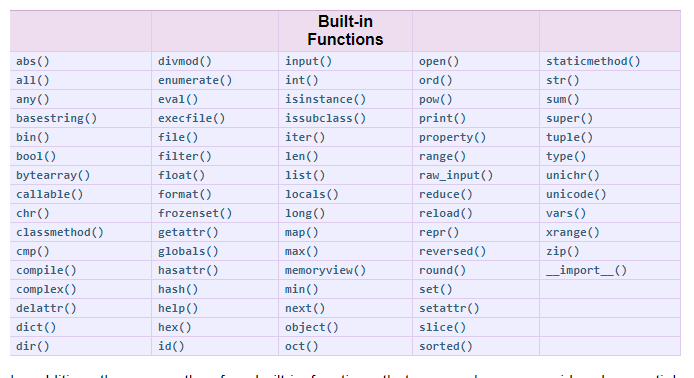 Built-in
Functions
abs() divmod() input() open() staticmethod()
all() enumerate() int() ord() str()
any() eval() isinstance() pow() sum()
basestring() execfile() issubclass() print() super()
bin() file() iter() property() tuple()
bool() filter() len() range() type()
bytearray() float() list() raw_input() unichr()
callable() format() locals() reduce() unicode()
chr() frozenset() long() reload() vars()
classmethod() getattr() map() repr() xrange()
cmp() globals() max() reversed() zip()
compile() hasattr() memoryview() round() __import__()
complex() hash() min() set()
delattr() help() next() setattr()
dict() hex() object() slice()
dir() id() oct() sorted()